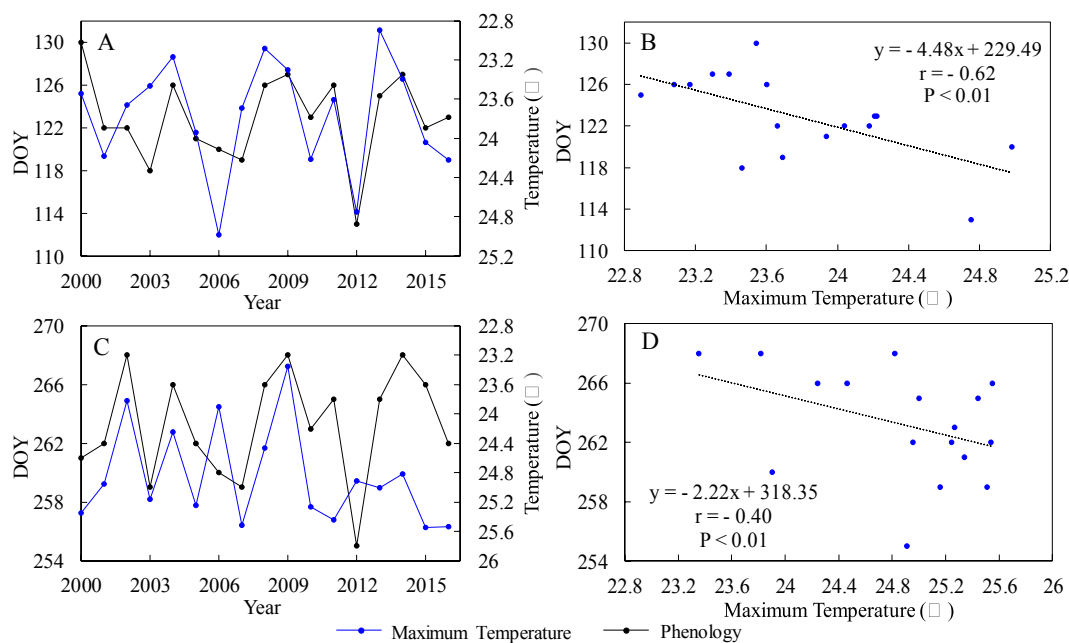 A
130
126
122
118
114
110
DOY
2000 2003 2006 2009 2012 2015
Year
22.8
23.2
23.6
24
24.4
24.8
25.2
Temperature (□)
B
y = - 4.48x + 229.49
r = - 0.62
P < 0.01
130
126
122
118
114
110
DOY
22.8 23.2 23.6 24 24.4 24.8 25.2
Maximum Temperature (□)
C
270
266
262
258
254
DOY
2000 2003 2006 2009 2012 2015
Year
22.8
23.2
23.6
24
24.4
24.8
25.2
25.6
26
Temperature (□)
D
270
266
262
258
254
DOY
y = - 2.22x + 318.35
r = - 0.40
P < 0.01
22.8 23.2 23.6 24 24.4 24.8 25.2 25.6 26
Maximum Temperature (□)
Maximum Temperature Phenology